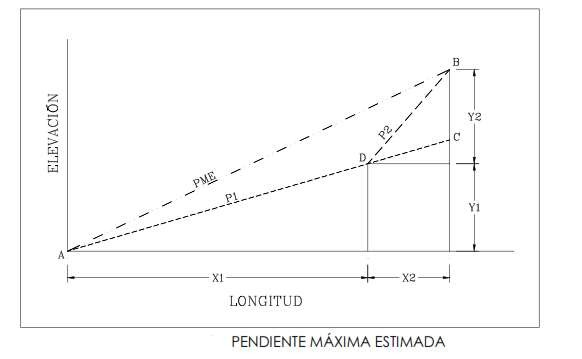 B
ELEVACIÓN
P2
Y2
C
D
PME
P1
Y1
A
X1
X2
LONGITUD
PENDIENTE MÁXIMA ESTIMADA